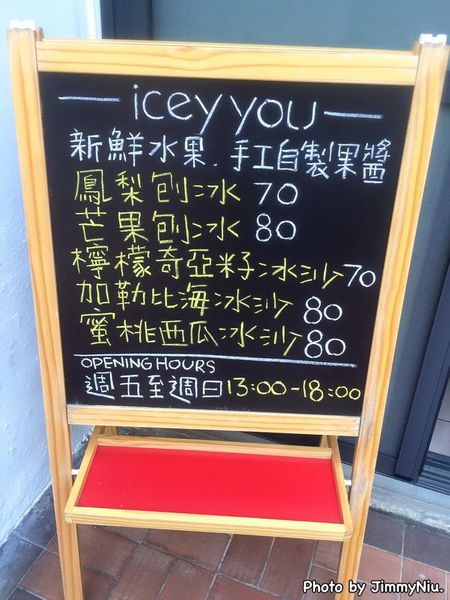 icey you
新鮮水果.手工自製果醬
鳳梨刨冰 70
芒果刨冰 80
檸檬奇亞籽冰沙 70
加勒比海冰沙 80
蜜桃西瓜冰沙 80
OPENING HOURS
週五至週日 13:00-18:00
Photo by JimmyNiu.